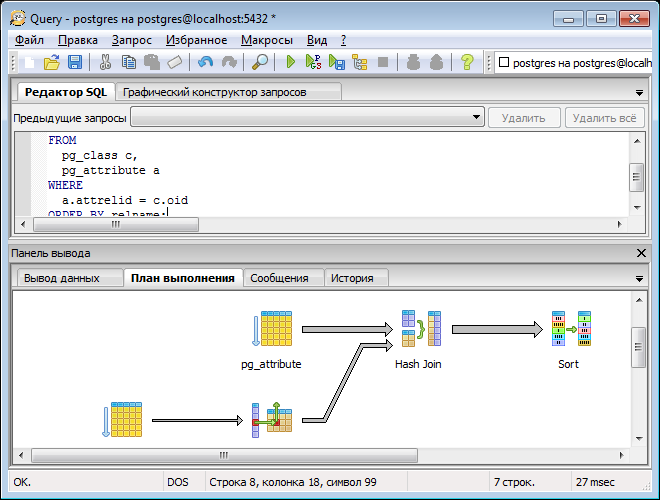 Query - postgres на postgres@localhost:5432 *
Файл Правка Запрос Избранное Макросы Вид ?
postgres на postgres@localh
Редактор SQL Графический конструктор запросов
Предыдущие запросы Удалить Удалить всё
FROM
pg_class c,
pg_attribute a
WHERE
a.attrelid = c.oid
ORDER BY relname;
Панель вывода
Вывод данных План выполнения Сообщения История
pg_attribute Hash Join Sort
OK. DOS Строка 8, колонка 18, символ 99 7 строк. 27 msec